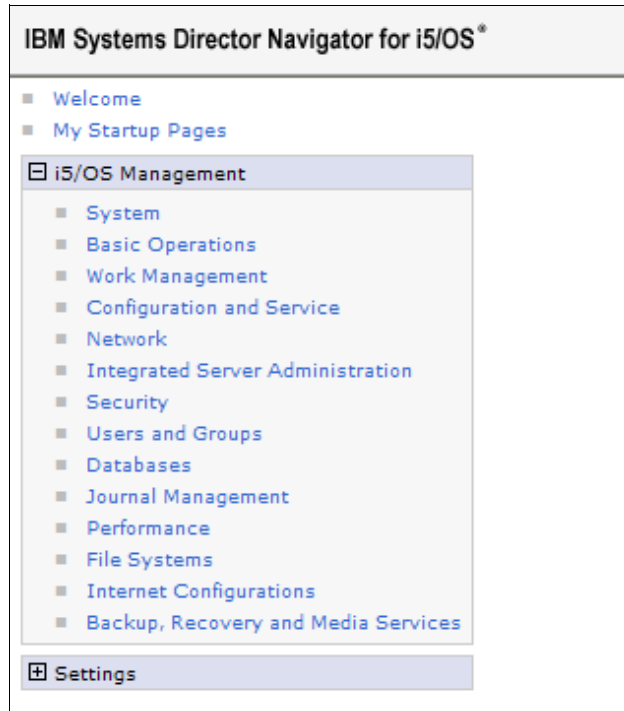 IBM Systems Director Navigator for i5/OS®
Welcome
My Startup Pages
i5/OS Management
System
Basic Operations
Work Management
Configuration and Service
Network
Integrated Server Administration
Security
Users and Groups
Databases
Journal Management
Performance
File Systems
Internet Configurations
Backup, Recovery and Media Services
Settings